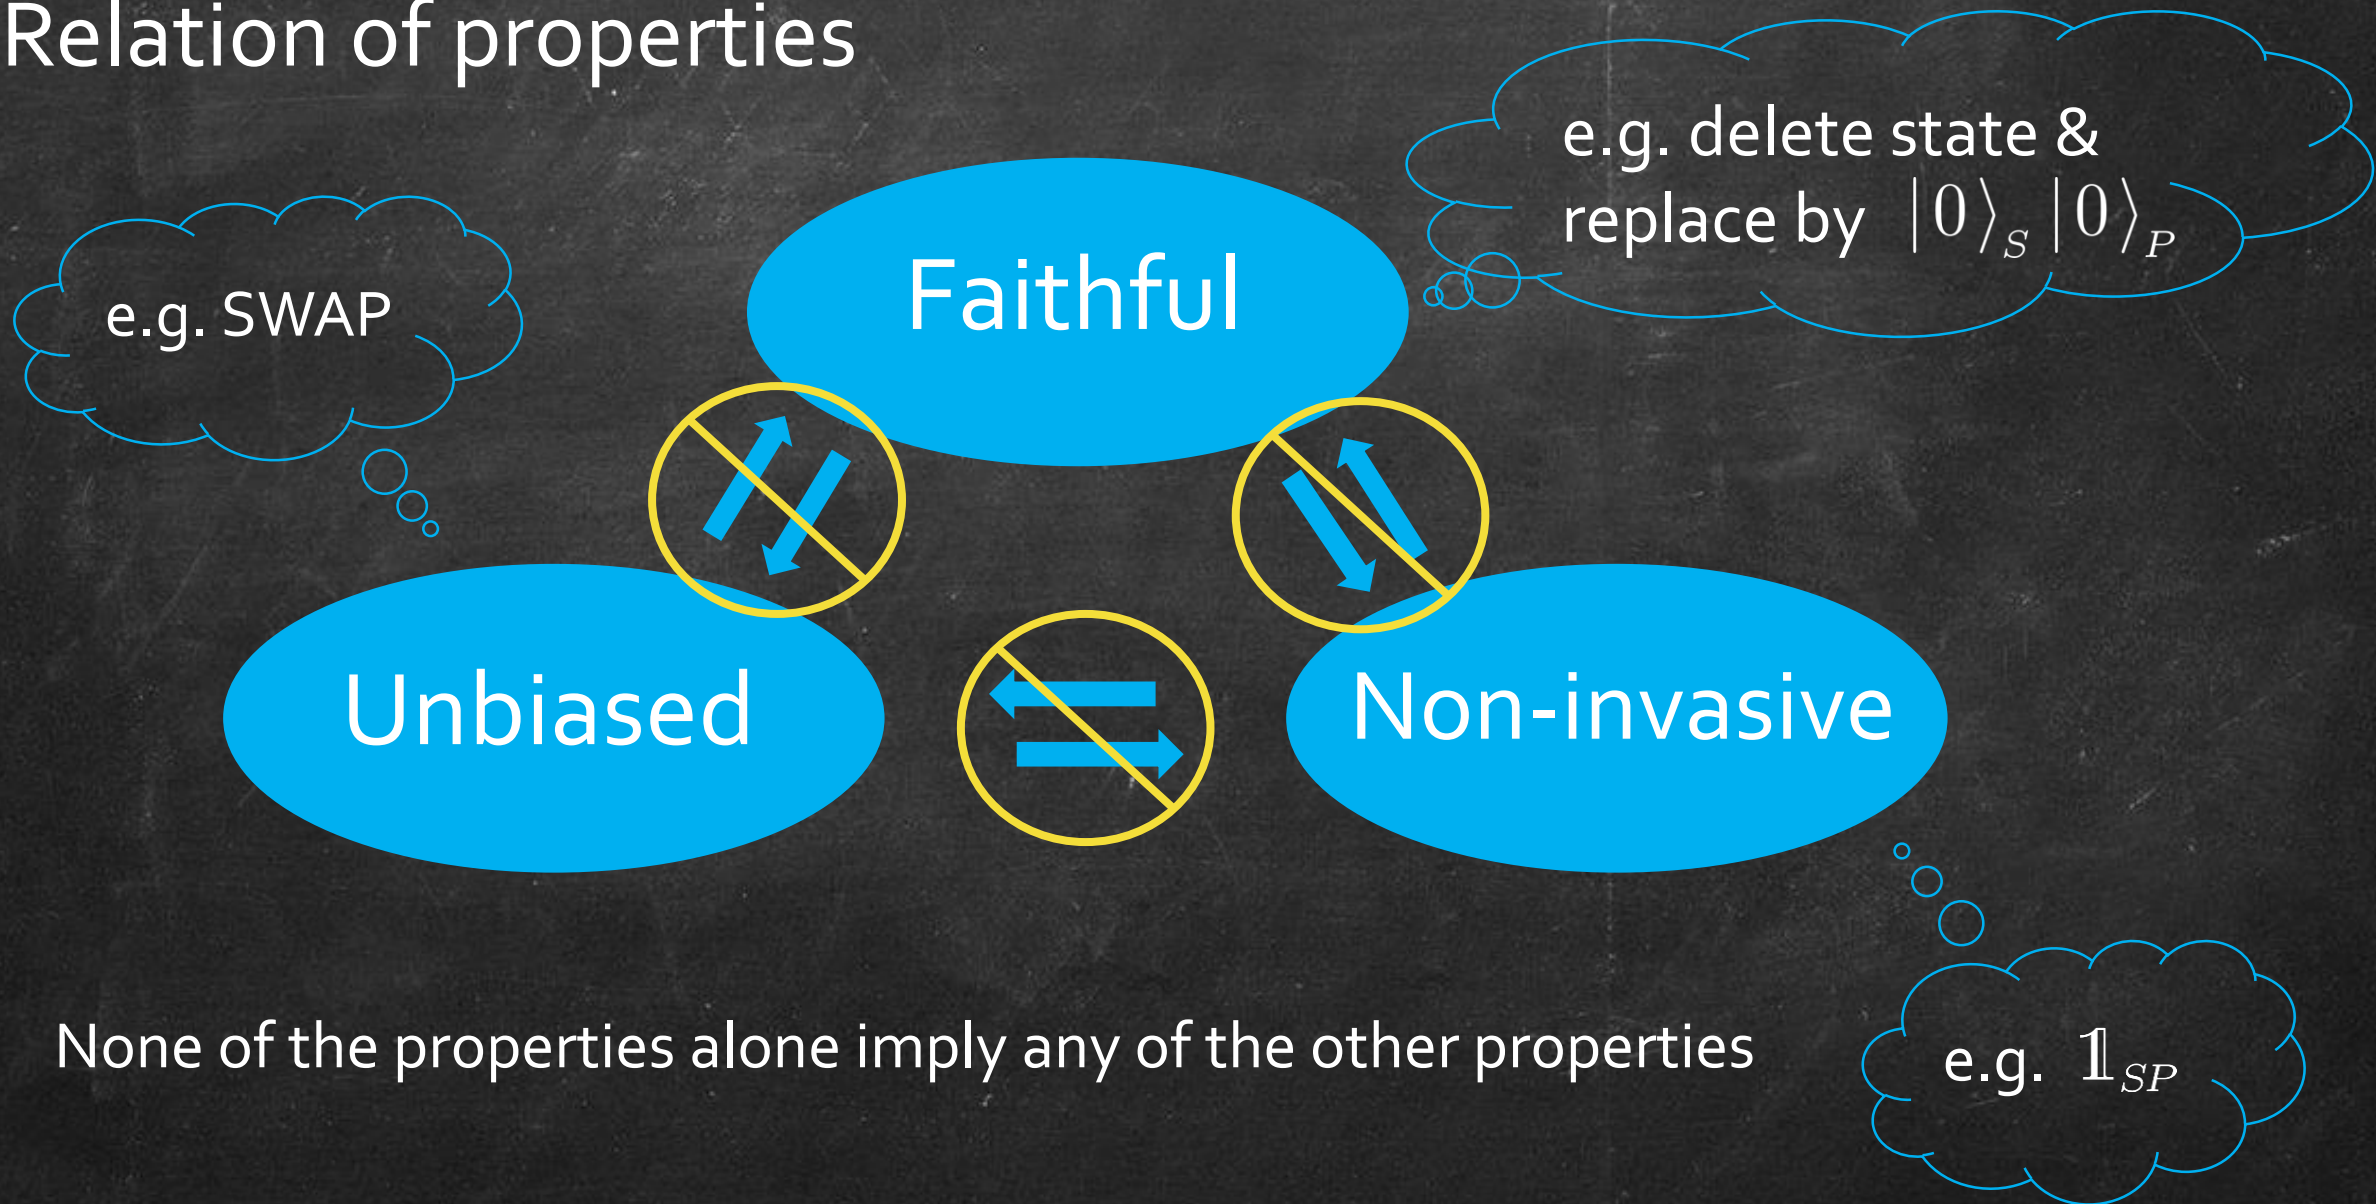 Relation of properties
e.g. delete state &
replace by |0⟩_S |0⟩_P
e.g. SWAP
Faithful
Unbiased
Non-invasive
None of the properties alone imply any of the other properties
e.g. 𝟙_SP